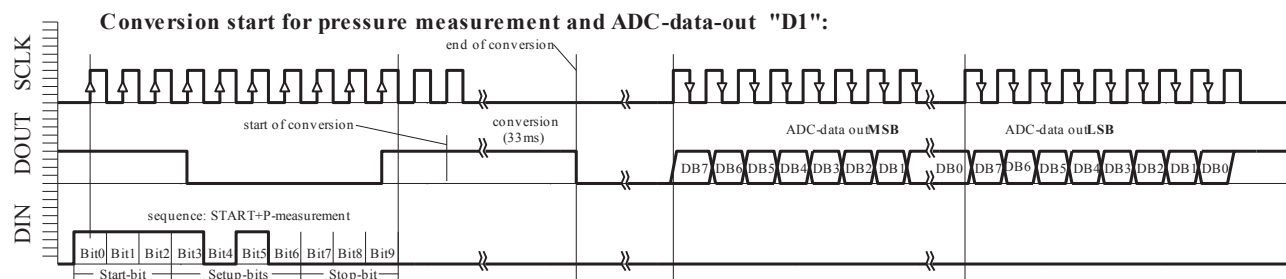 Conversion start for pressure measurement and ADC-data-out "D1":
end of conversion
SCLK
start of conversion
conversion
(33ms)
ADC-data outMSB
ADC-data outLSB
DOUT
DB7 DB6 DB5 DB4 DB3 DB2 DB1 DB0 DB7 DB6 DB5 DB4 DB3 DB2 DB1 DB0
sequence: START+P-measurement
DIN
Bit0 Bit1 Bit2 Bit3 Bit4 Bit5 Bit6 Bit7 Bit8 Bit9
Start-bit Setup-bits Stop-bit